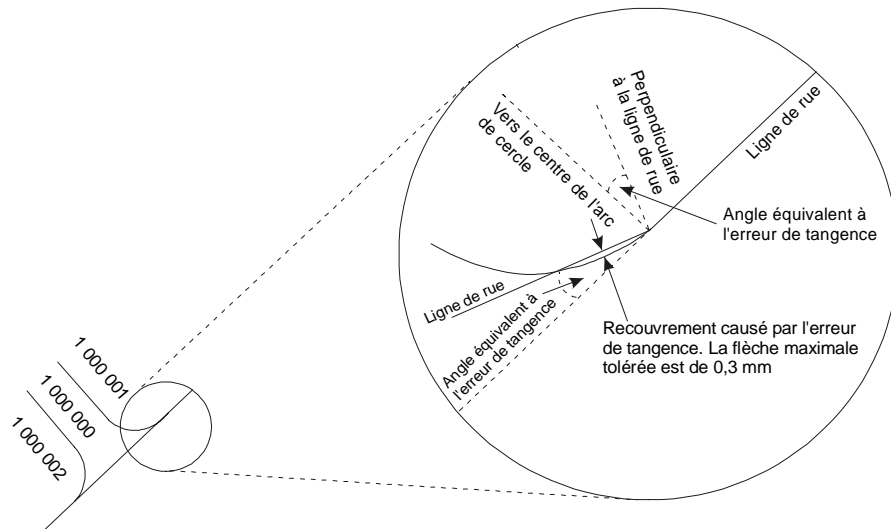 Perpendiculaire
à la ligne de rue
Vers le centre de l'arc
de cercle
Ligne de rue
Angle équivalent à
l'erreur de tangence
Ligne de rue
Angle équivalent à
l'erreur de tangence
Recouvrement causé par l'erreur
de tangence. La flèche maximale
tolérée est de 0,3 mm
1 000 001
1 000 000
1 000 002